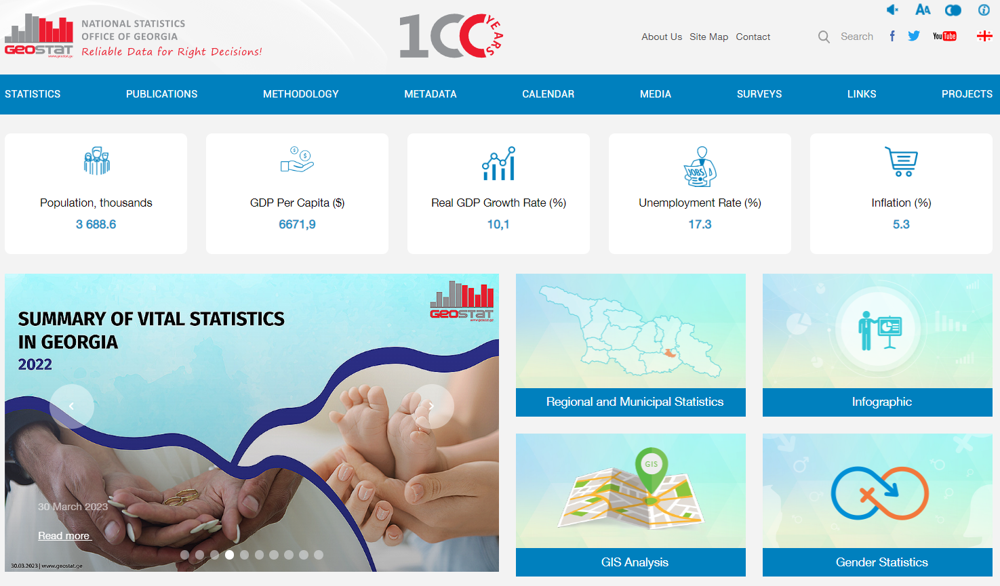 NATIONAL STATISTICS
OFFICE OF GEORGIA
Reliable Data for Right Decisions!
GEOSTAT
www.geostat.ge
100 YEARS
About Us Site Map Contact
Search
f
You Tube
STATISTICS PUBLICATIONS METHODOLOGY METADATA CALENDAR MEDIA SURVEYS LINKS PROJECTS
Population, thousands
3 688.6
$ $
GDP Per Capita ($)
6671,9
Real GDP Growth Rate (%)
10,1
JOBS
Unemployment Rate (%)
17.3
Inflation (%)
5.3
GEOSTAT
www.geostat.ge
SUMMARY OF VITAL STATISTICS
IN GEORGIA
2022
30 March 2023
Read more
30.03.2023 | www.geostat.ge
Regional and Municipal Statistics
Infographic
GIS
GIS Analysis
Gender Statistics